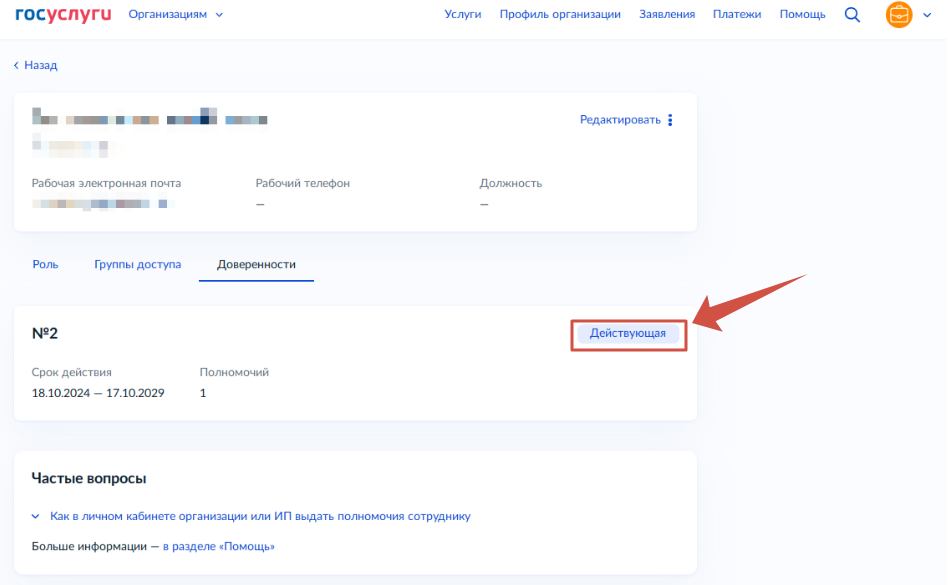 госуслуги Организациям Услуги Профиль организации Заявления Платежи Помощь
Назад
Редактировать
Рабочая электронная почта Рабочий телефон Должность
— —
Роль Группы доступа Доверенности
№2 Действующая
Срок действия Полномочий
18.10.2024 — 17.10.2029 1
Частые вопросы
Как в личном кабинете организации или ИП выдать полномочия сотруднику
Больше информации — в разделе «Помощь»